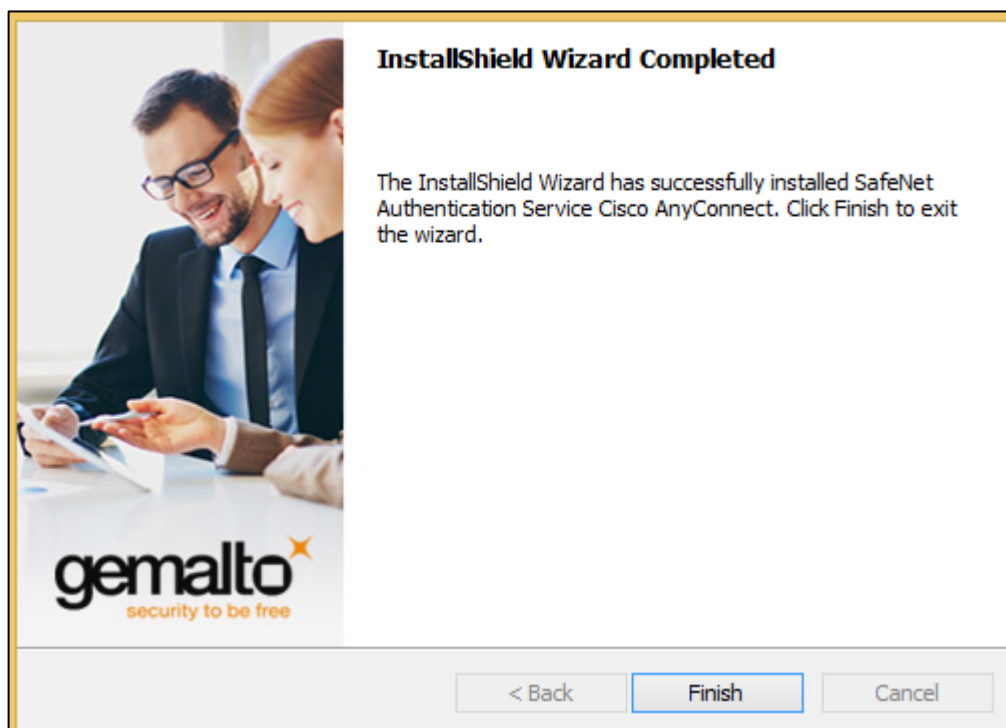 InstallShield Wizard Completed
The InstallShield Wizard has successfully installed SafeNet
Authentication Service Cisco AnyConnect. Click Finish to exit
the wizard.
gemalto
security to be free
< Back
Finish
Cancel